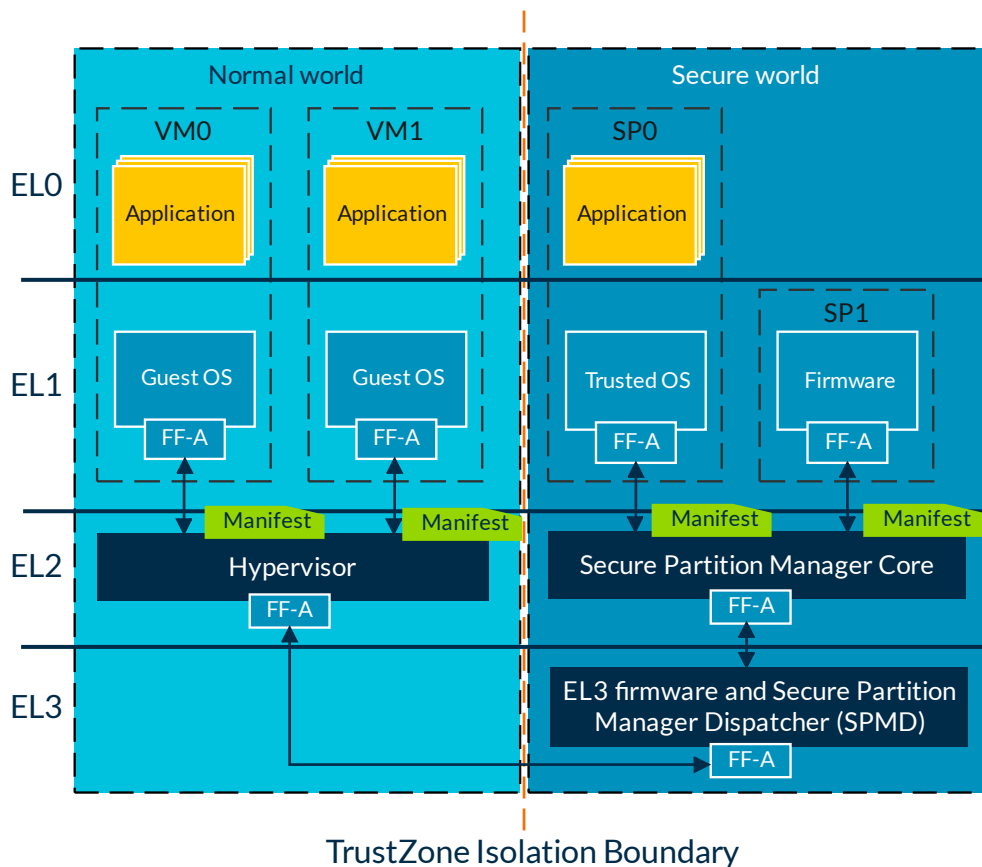 Normal world
Secure world
VM0
VM1
SP0
EL0
Application
Application
Application
SP1
EL1
Guest OS
Guest OS
Trusted OS
Firmware
FF-A
FF-A
FF-A
FF-A
Manifest
Manifest
Manifest
Manifest
EL2
Hypervisor
Secure Partition Manager Core
FF-A
FF-A
EL3
EL3 firmware and Secure Partition
Manager Dispatcher (SPMD)
FF-A
TrustZone Isolation Boundary